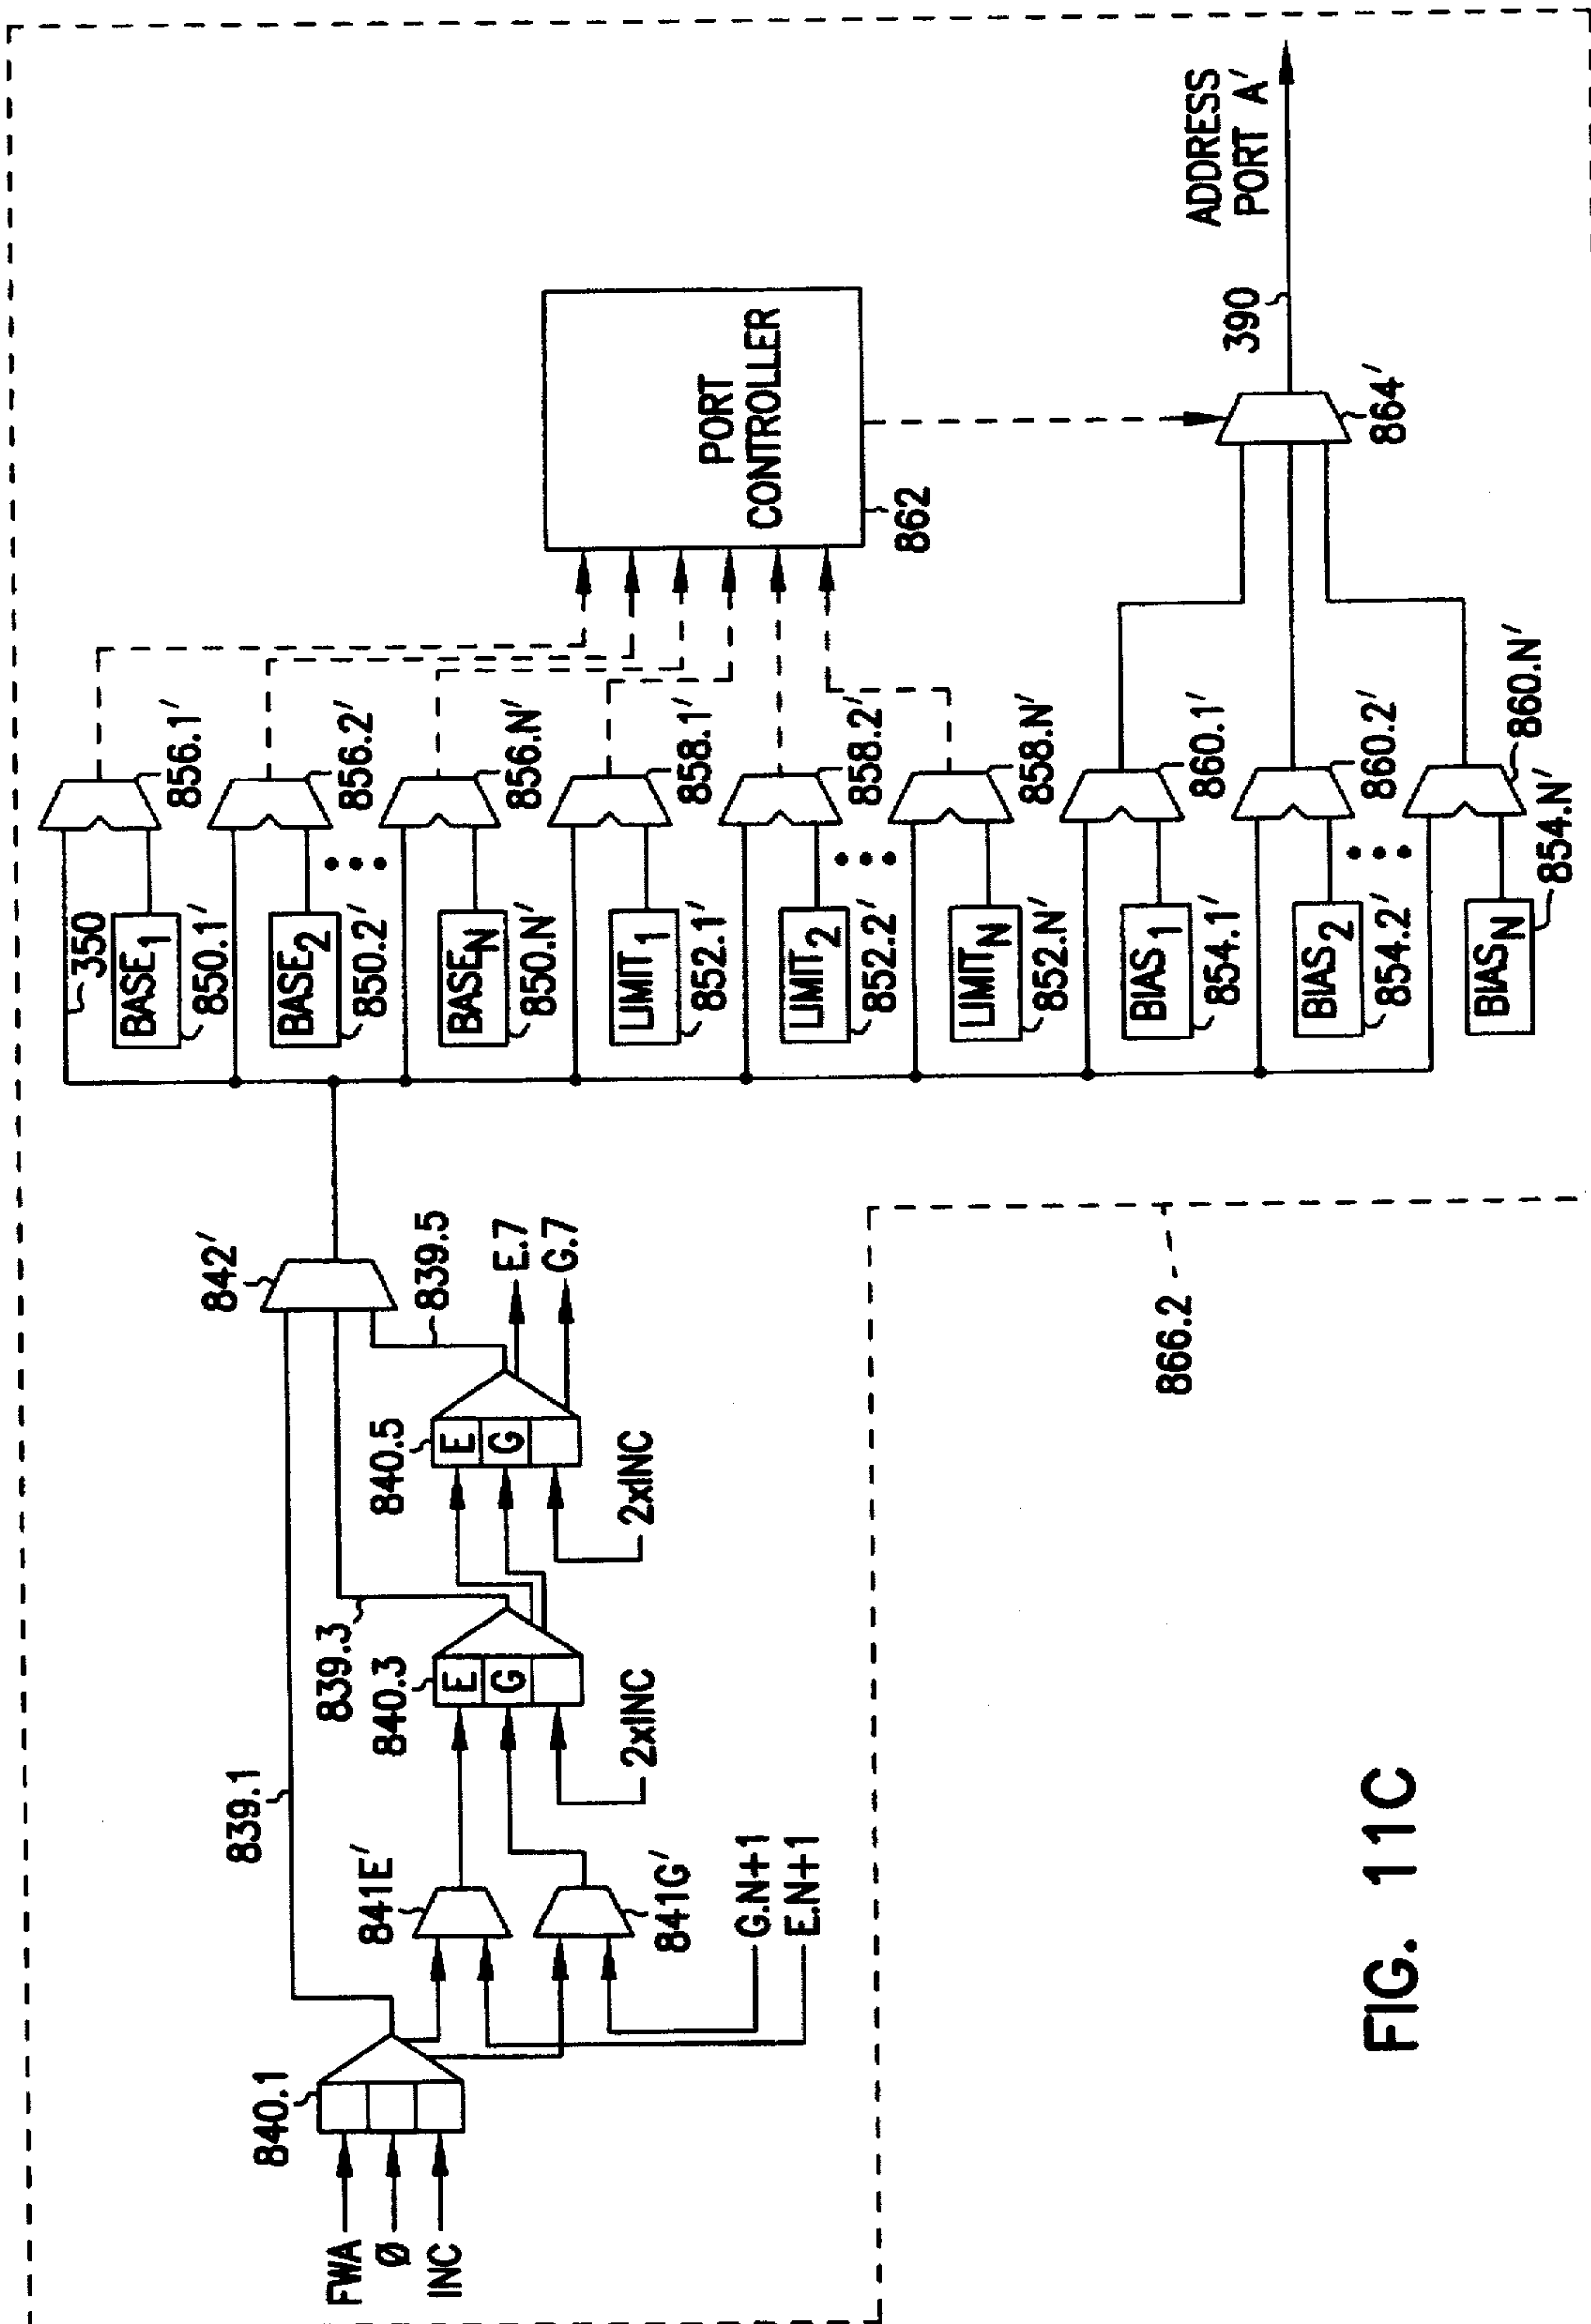 FWA
Ø
INC
840.1
839.1
841E′
841G′
G.N+1
E.N+1
839.3
840.3
E
G
2xINC
840.5
E
G
2xINC
842′
839.5
E.7
G.7
350
BASE1
850.1′
856.1′
BASE2
850.2′
856.2′
BASEN
850.N′
856.N′
LIMIT1
852.1′
858.1′
LIMIT2
852.2′
858.2′
LIMITN
852.N′
858.N′
BIAS1
854.1′
860.1′
BIAS2
854.2′
860.2′
BIASN
854.N′
860.N′
PORT
CONTROLLER
862
864′
390
ADDRESS
PORT A′
866.2
FIG. 11C